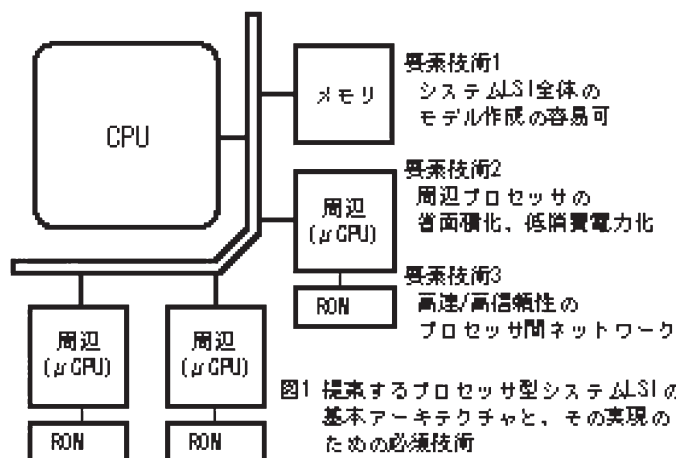 CPU
メモリ
要素技術1
システムLSI全体の
モデル作成の容易可
要素技術2
周辺プロセッサの
省面積化、低消費電力化
周辺
(μCPU)
ROM
要素技術3
高速/高信頼性の
プロセッサ間ネットワーク
周辺
(μCPU)
ROM
周辺
(μCPU)
ROM
図1 提案するプロセッサ型システムLSIの
基本アーキテクチャと、その実現の
ための必須技術